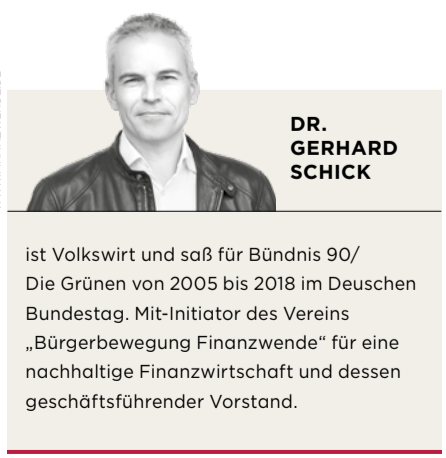 DR.
GERHARD
SCHICK
ist Volkswirt und saß für Bündnis 90/
Die Grünen von 2005 bis 2018 im Deuschen
Bundestag. Mit-Initiator des Vereins
„Bürgerbewegung Finanzwende“ für eine
nachhaltige Finanzwirtschaft und dessen
geschäftsführender Vorstand.